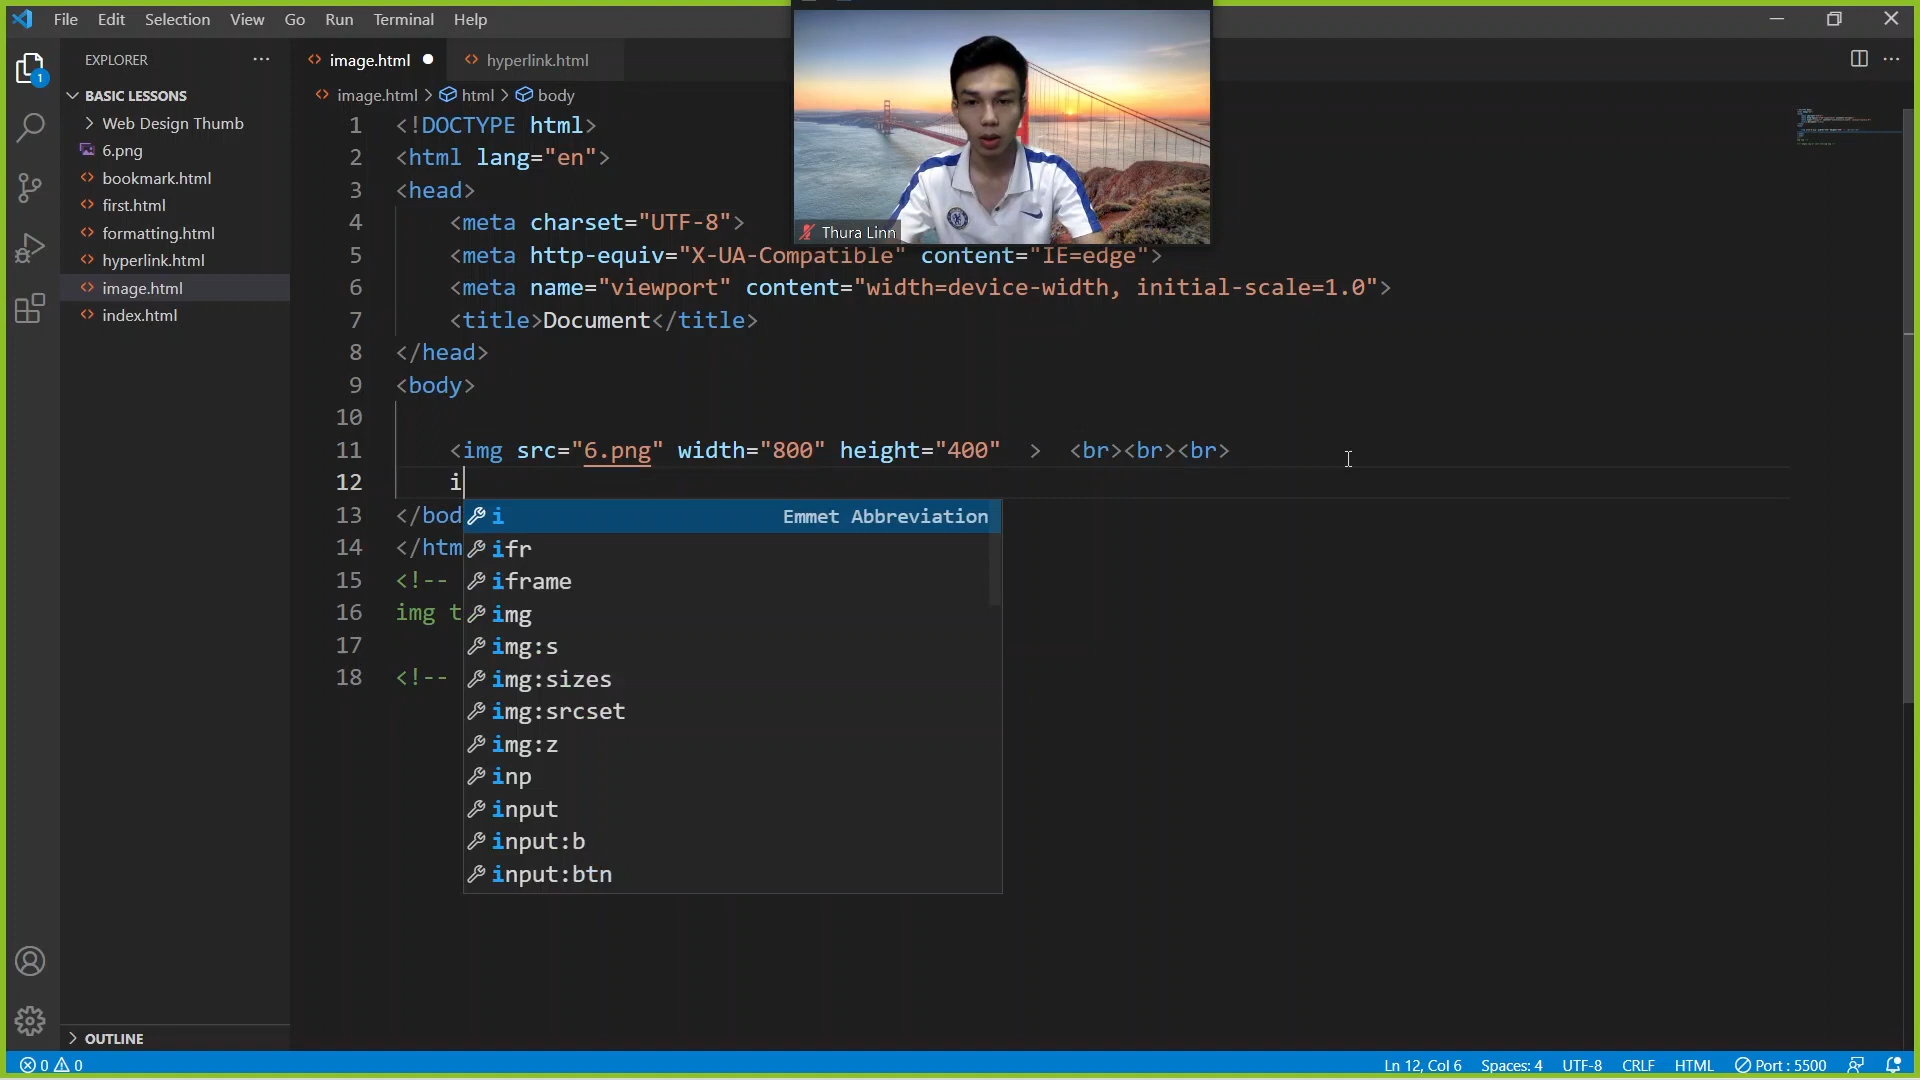 File Edit Selection View Go Run Terminal Help
EXPLORER
1
BASIC LESSONS
Web Design Thumb
6.png
bookmark.html
first.html
formatting.html
hyperlink.html
image.html
index.html
OUTLINE
image.html
hyperlink.html
image.html > html > body
1 <!DOCTYPE html>
2 <html lang="en">
3 <head>
4 <meta charset="UTF-8">
5 <meta http-equiv="X-UA-Compatible" content="IE=edge">
6 <meta name="viewport" content="width=device-width, initial-scale=1.0">
7 <title>Document</title>
8 </head>
9 <body>
10
11 <img src="6.png" width="800" height="400"  >  <br><br><br>
12 i
13 </bod
14 </htm
15 <!--
16 img t
17
18 <!--
i Emmet Abbreviation
ifr
iframe
img
img:s
img:sizes
img:srcset
img:z
inp
input
input:b
input:btn
Thura Linn
0 0
Ln 12, Col 6 Spaces: 4 UTF-8 CRLF HTML Port : 5500